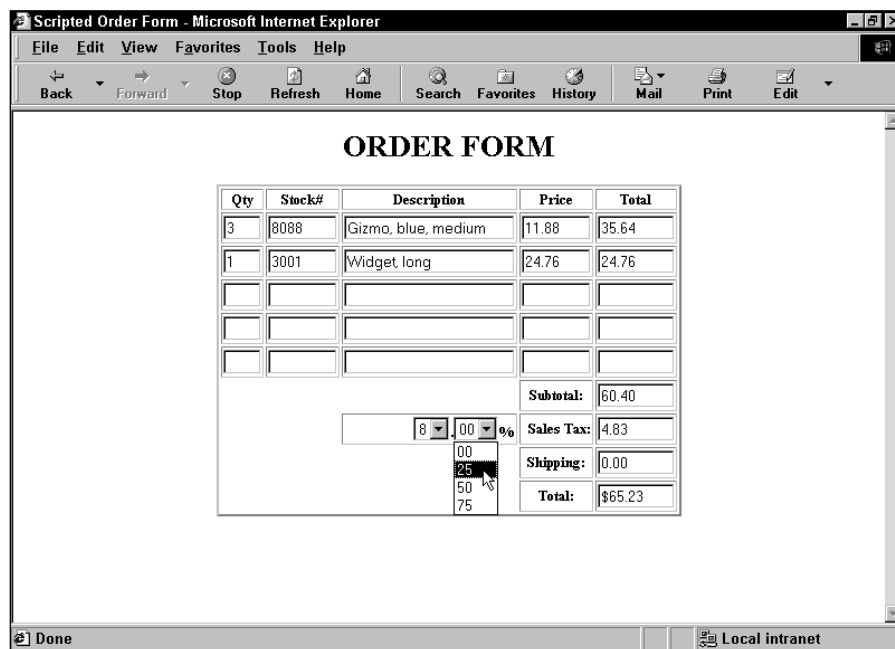 Scripted Order Form - Microsoft Internet Explorer
File Edit View Favorites Tools Help
Back Forward Stop Refresh Home Search Favorites History Mail Print Edit
ORDER FORM
Qty Stock# Description Price Total
3 8088 Gizmo, blue, medium 11.88 35.64
1 3001 Widget, long 24.76 24.76
Subtotal: 60.40
8 . 00 % Sales Tax: 4.83
00
25 Shipping: 0.00
50 Total: $65.23
75
Done Local intranet